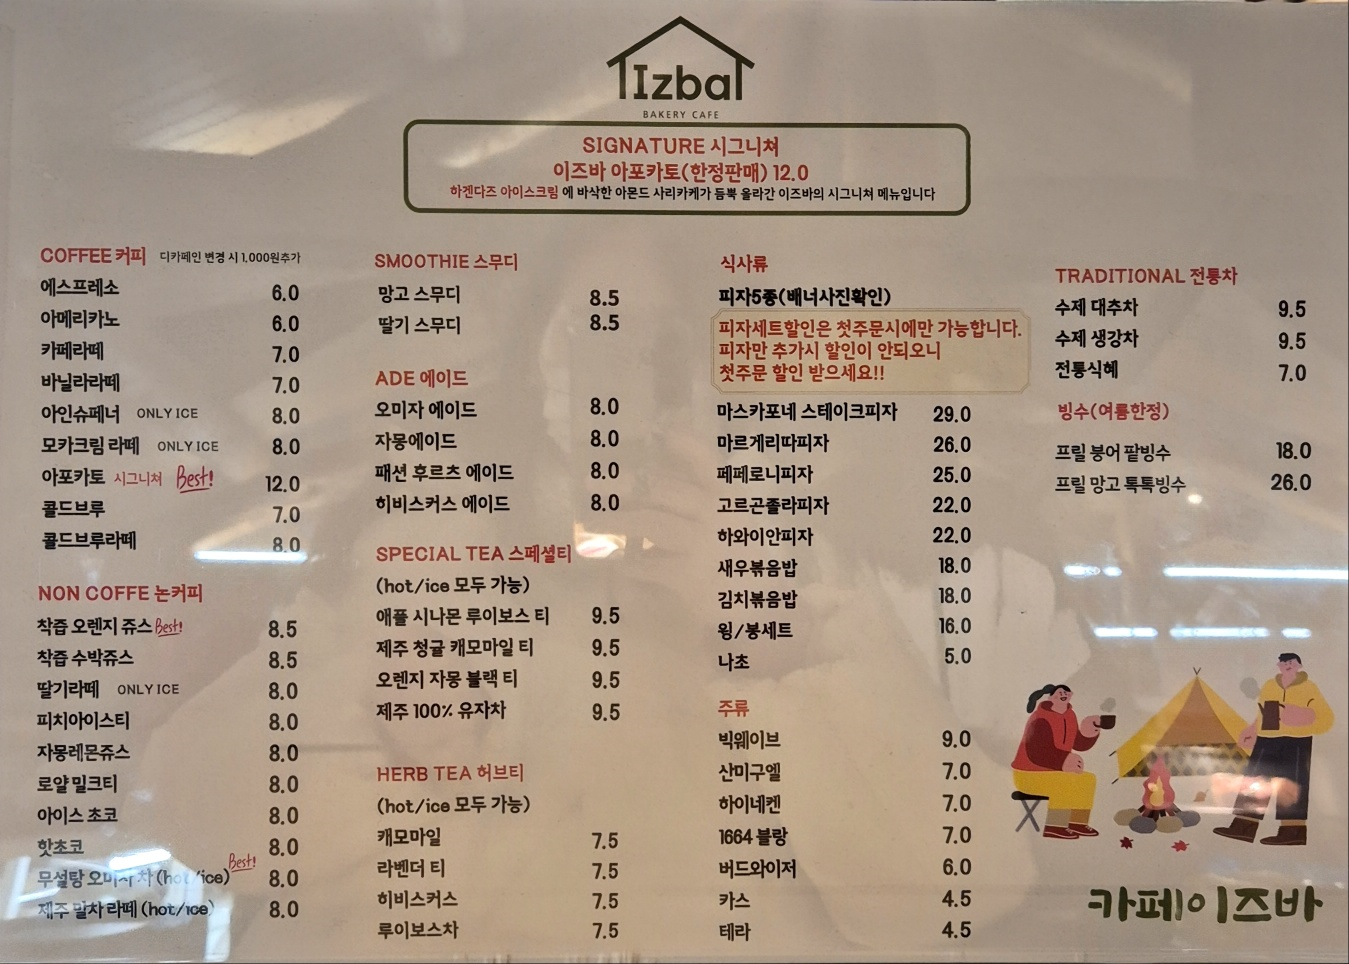 Izba
BAKERY CAFE
SIGNATURE 시그니쳐
이즈바 아포카토(한정판매) 12.0
하겐다즈 아이스크림 에 바삭한 아몬드 사리카케가 듬뿍 올라간 이즈바의 시그니쳐 메뉴입니다
COFFEE 커피 디카페인 변경 시 1,000원추가
에스프레소 6.0
아메리카노 6.0
카페라떼 7.0
바닐라라떼 7.0
아인슈페너 ONLY ICE 8.0
모카크림 라떼 ONLY ICE 8.0
아포카토 시그니쳐 Best! 12.0
콜드브루 7.0
콜드브루라떼 8.0
NON COFFE 논커피
착즙 오렌지 쥬스 Best! 8.5
착즙 수박쥬스 8.5
딸기라떼 ONLY ICE 8.0
피치아이스티 8.0
자몽레몬쥬스 8.0
로얄 밀크티 8.0
아이스 초코 8.0
핫초코 8.0
무설탕 오미자 차 (hot/ice) Best! 8.0
제주 말차 라떼 (hot/ice) 8.0
SMOOTHIE 스무디
망고 스무디 8.5
딸기 스무디 8.5
ADE 에이드
오미자 에이드 8.0
자몽에이드 8.0
패션 후르츠 에이드 8.0
히비스커스 에이드 8.0
SPECIAL TEA 스페셜티
(hot/ice 모두 가능)
애플 시나몬 루이보스 티 9.5
제주 청귤 캐모마일 티 9.5
오렌지 자몽 블랙 티 9.5
제주 100% 유자차 9.5
HERB TEA 허브티
(hot/ice 모두 가능)
캐모마일 7.5
라벤더 티 7.5
히비스커스 7.5
루이보스차 7.5
식사류
피자5종(배너사진확인)
피자세트할인은 첫주문시에만 가능합니다.
피자만 추가시 할인이 안되오니
첫주문 할인 받으세요!!
마스카포네 스테이크피자 29.0
마르게리따피자 26.0
페페로니피자 25.0
고르곤졸라피자 22.0
하와이안피자 22.0
새우볶음밥 18.0
김치볶음밥 18.0
윙/봉세트 16.0
나초 5.0
주류
빅웨이브 9.0
산미구엘 7.0
하이네켄 7.0
1664 블랑 7.0
버드와이저 6.0
카스 4.5
테라 4.5
TRADITIONAL 전통차
수제 대추차 9.5
수제 생강차 9.5
전통식혜 7.0
빙수(여름한정)
프릴 붕어 팥빙수 18.0
프릴 망고 톡톡빙수 26.0
카페이즈바